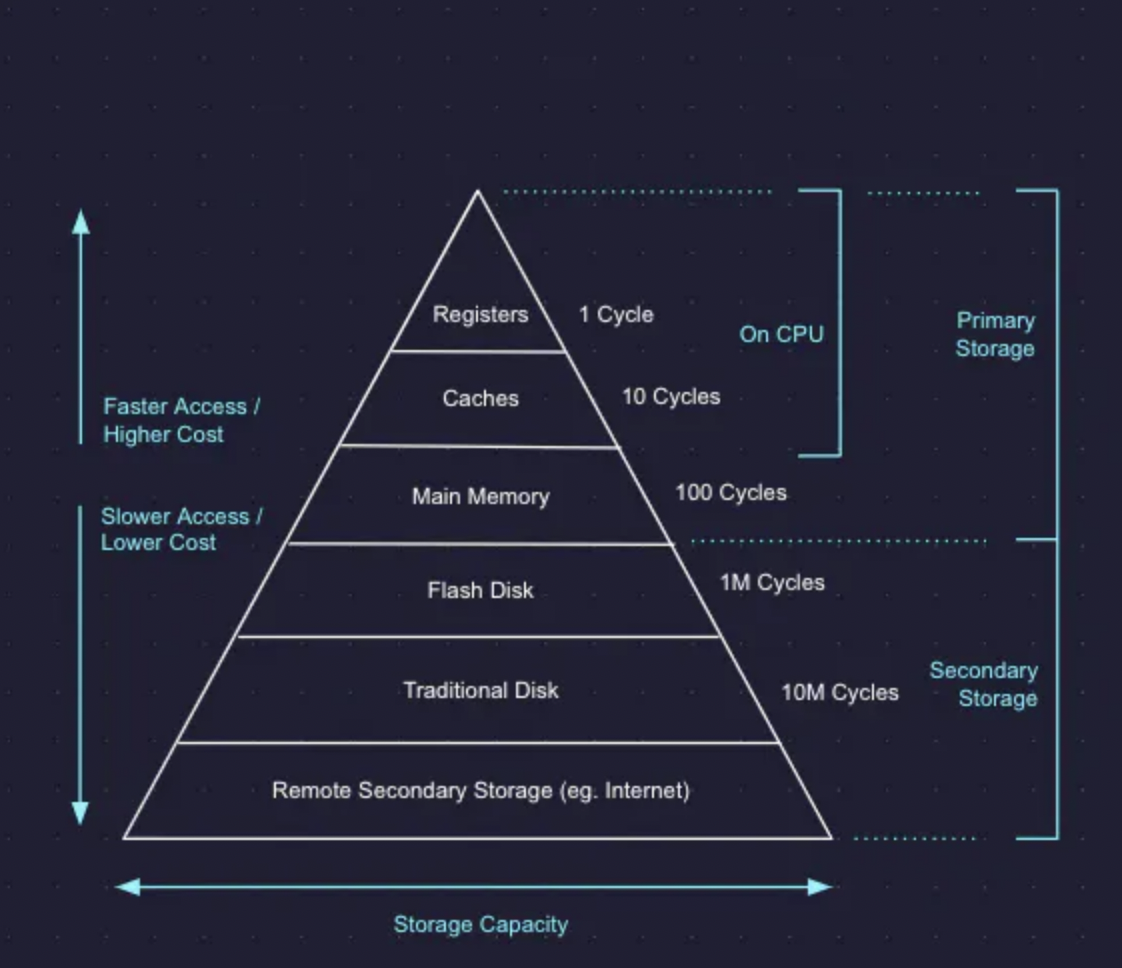 Registers
1 Cycle
On CPU
Primary
Storage
Caches
10 Cycles
Faster Access /
Higher Cost
Main Memory
100 Cycles
Slower Access /
Lower Cost
Flash Disk
1M Cycles
Traditional Disk
10M Cycles
Secondary
Storage
Remote Secondary Storage (eg. Internet)
Storage Capacity